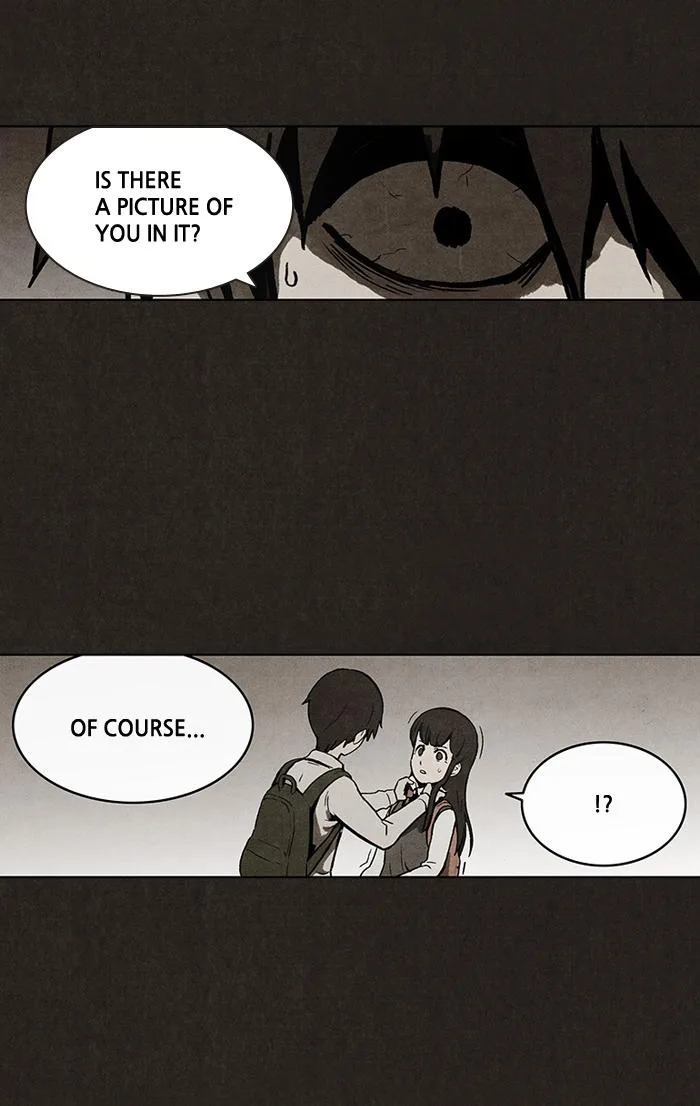 IS THERE
A PICTURE OF
YOU IN IT?
OF COURSE...
!?